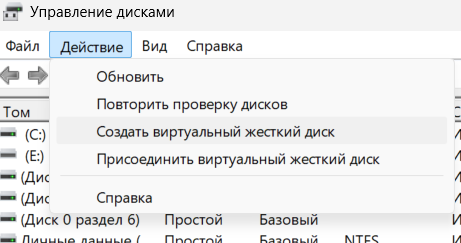 Управление дисками
Файл Действие Вид Справка
Обновить
Повторить проверку дисков
Том
Создать виртуальный жесткий диск
(C:)
Присоединить виртуальный жесткий диск
(E:)
(Дис
Справка
(Дис
(Диск 0 раздел 6) Простой Базовый
Личные данные ( Простой Базовый NTFS